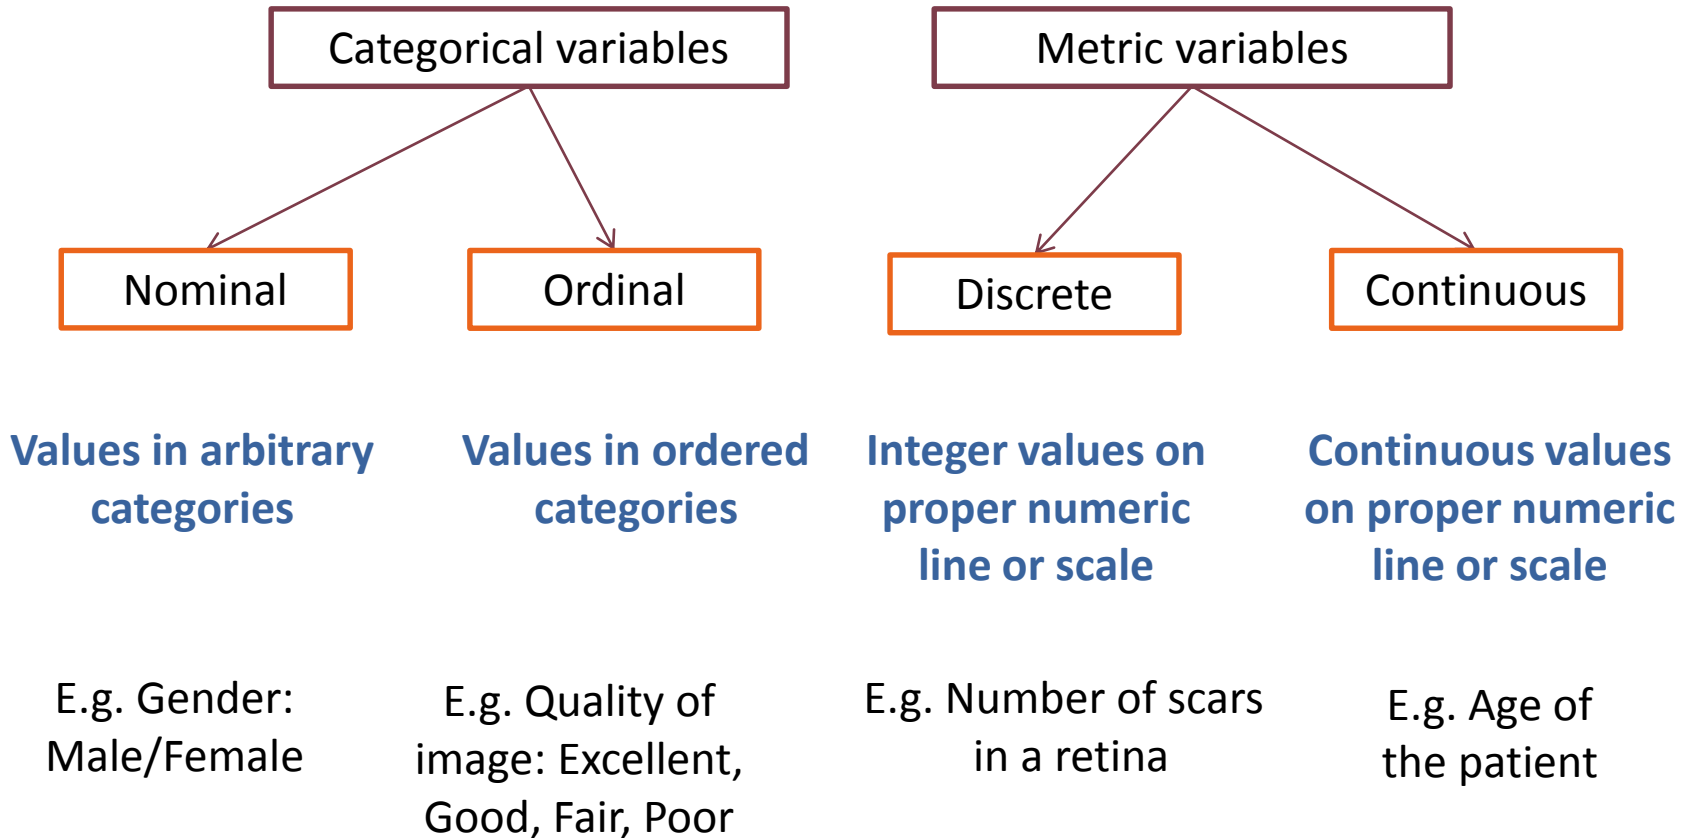 Categorical variables
Metric variables
Nominal
Ordinal
Discrete
Continuous
Values in arbitrary
categories
Values in ordered
categories
Integer values on
proper numeric
line or scale
Continuous values
on proper numeric
line or scale
E.g. Gender:
Male/Female
E.g. Quality of
image: Excellent,
Good, Fair, Poor
E.g. Number of scars
in a retina
E.g. Age of
the patient